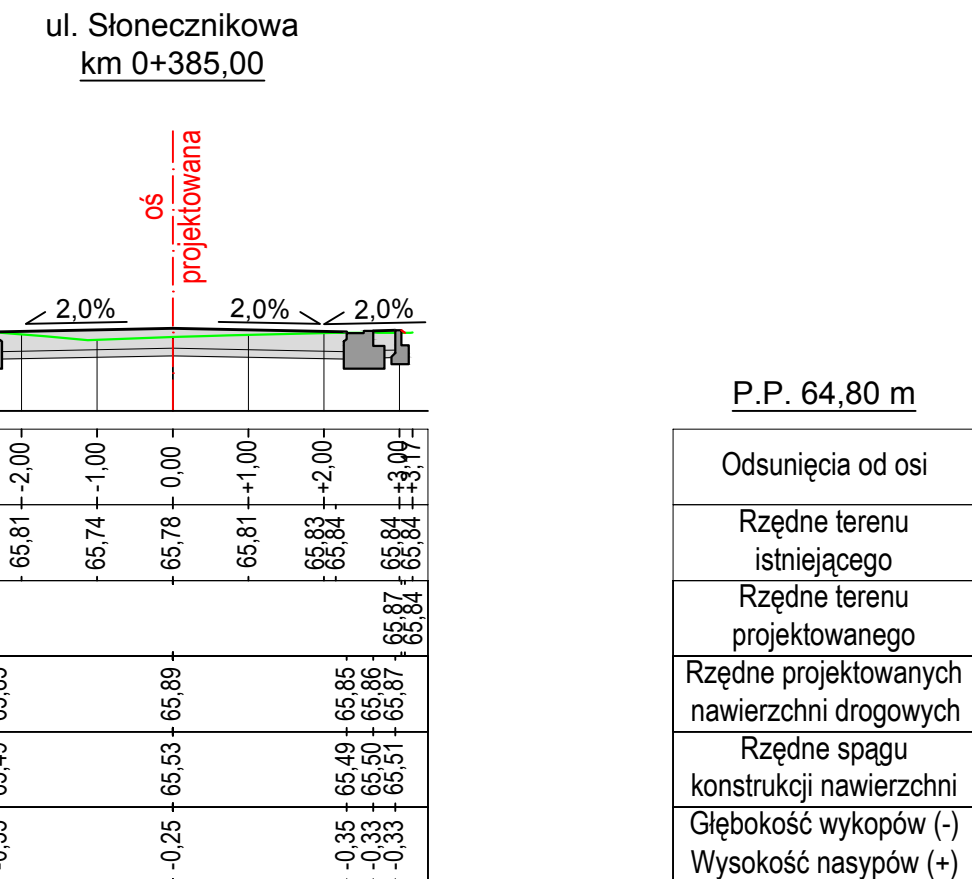 ul. Słonecznikowa
km 0+385,00
oś
projektowana
2,0%
2,0%
2,0%
P.P. 64,80 m
-2,00
-1,00
0,00
+1,00
+2,00
+3,00
+3,17
Odsunięcia od osi
65,81
65,74
65,78
65,81
65,83
65,84
65,84
65,84
Rzędne terenu
istniejącego
65,87
65,84
Rzędne terenu
projektowanego
65,89
65,85
65,86
65,87
Rzędne projektowanych
nawierzchni drogowych
65,53
65,49
65,50
65,51
Rzędne spągu
konstrukcji nawierzchni
-0,25
-0,35
-0,33
-0,33
Głębokość wykopów (-)
Wysokość nasypów (+)